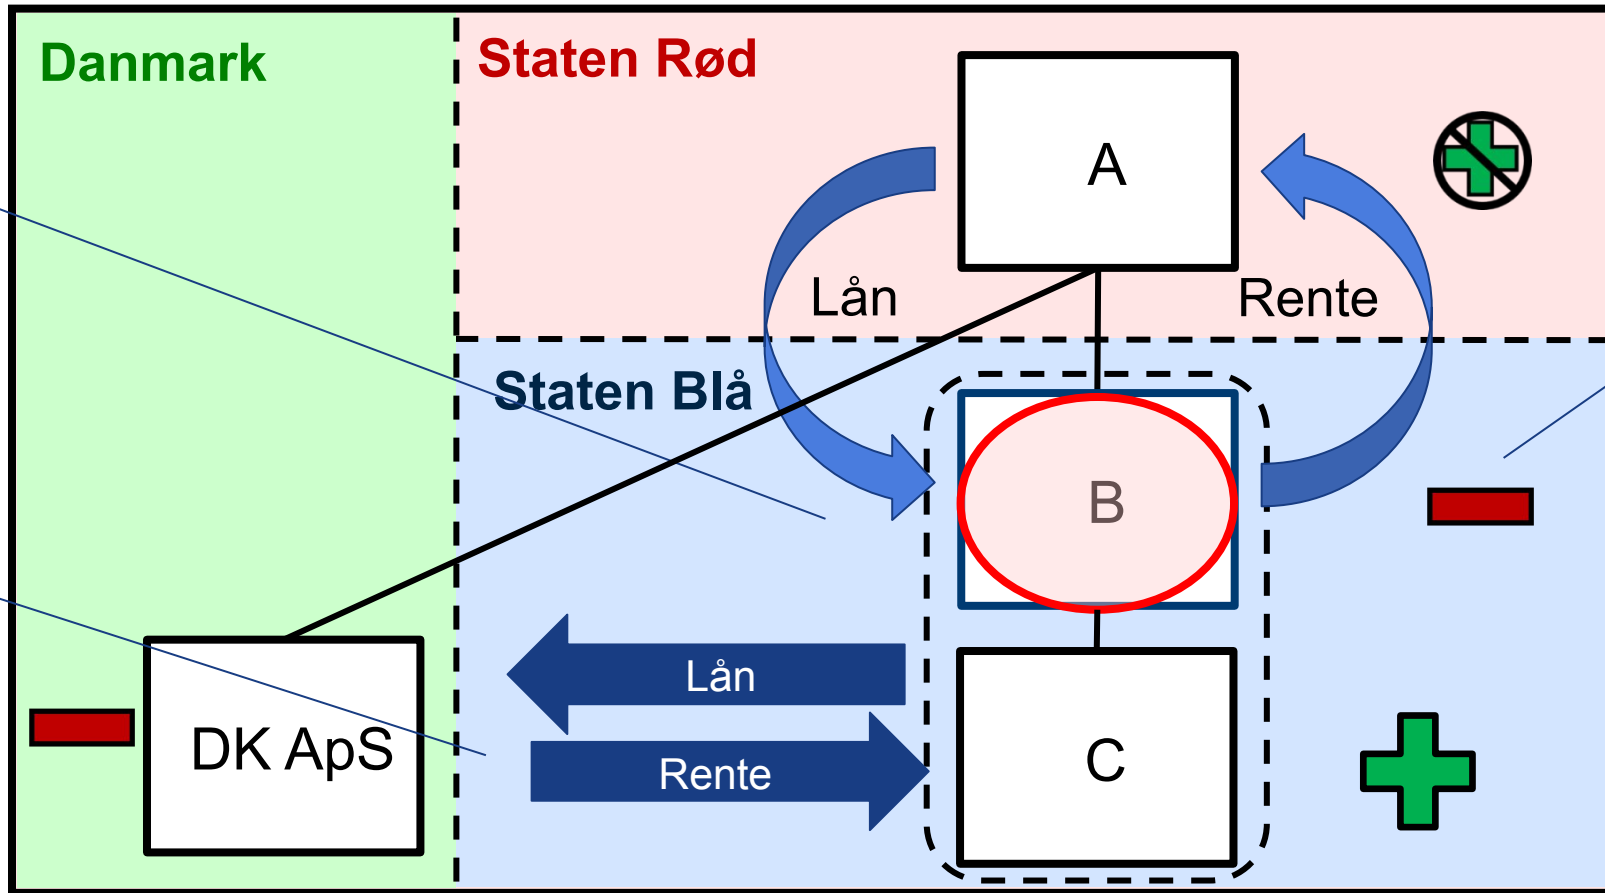 Danmark
Staten Rød
A
Lån
Rente
Staten Blå
B
Lån
DK ApS
Rente
C